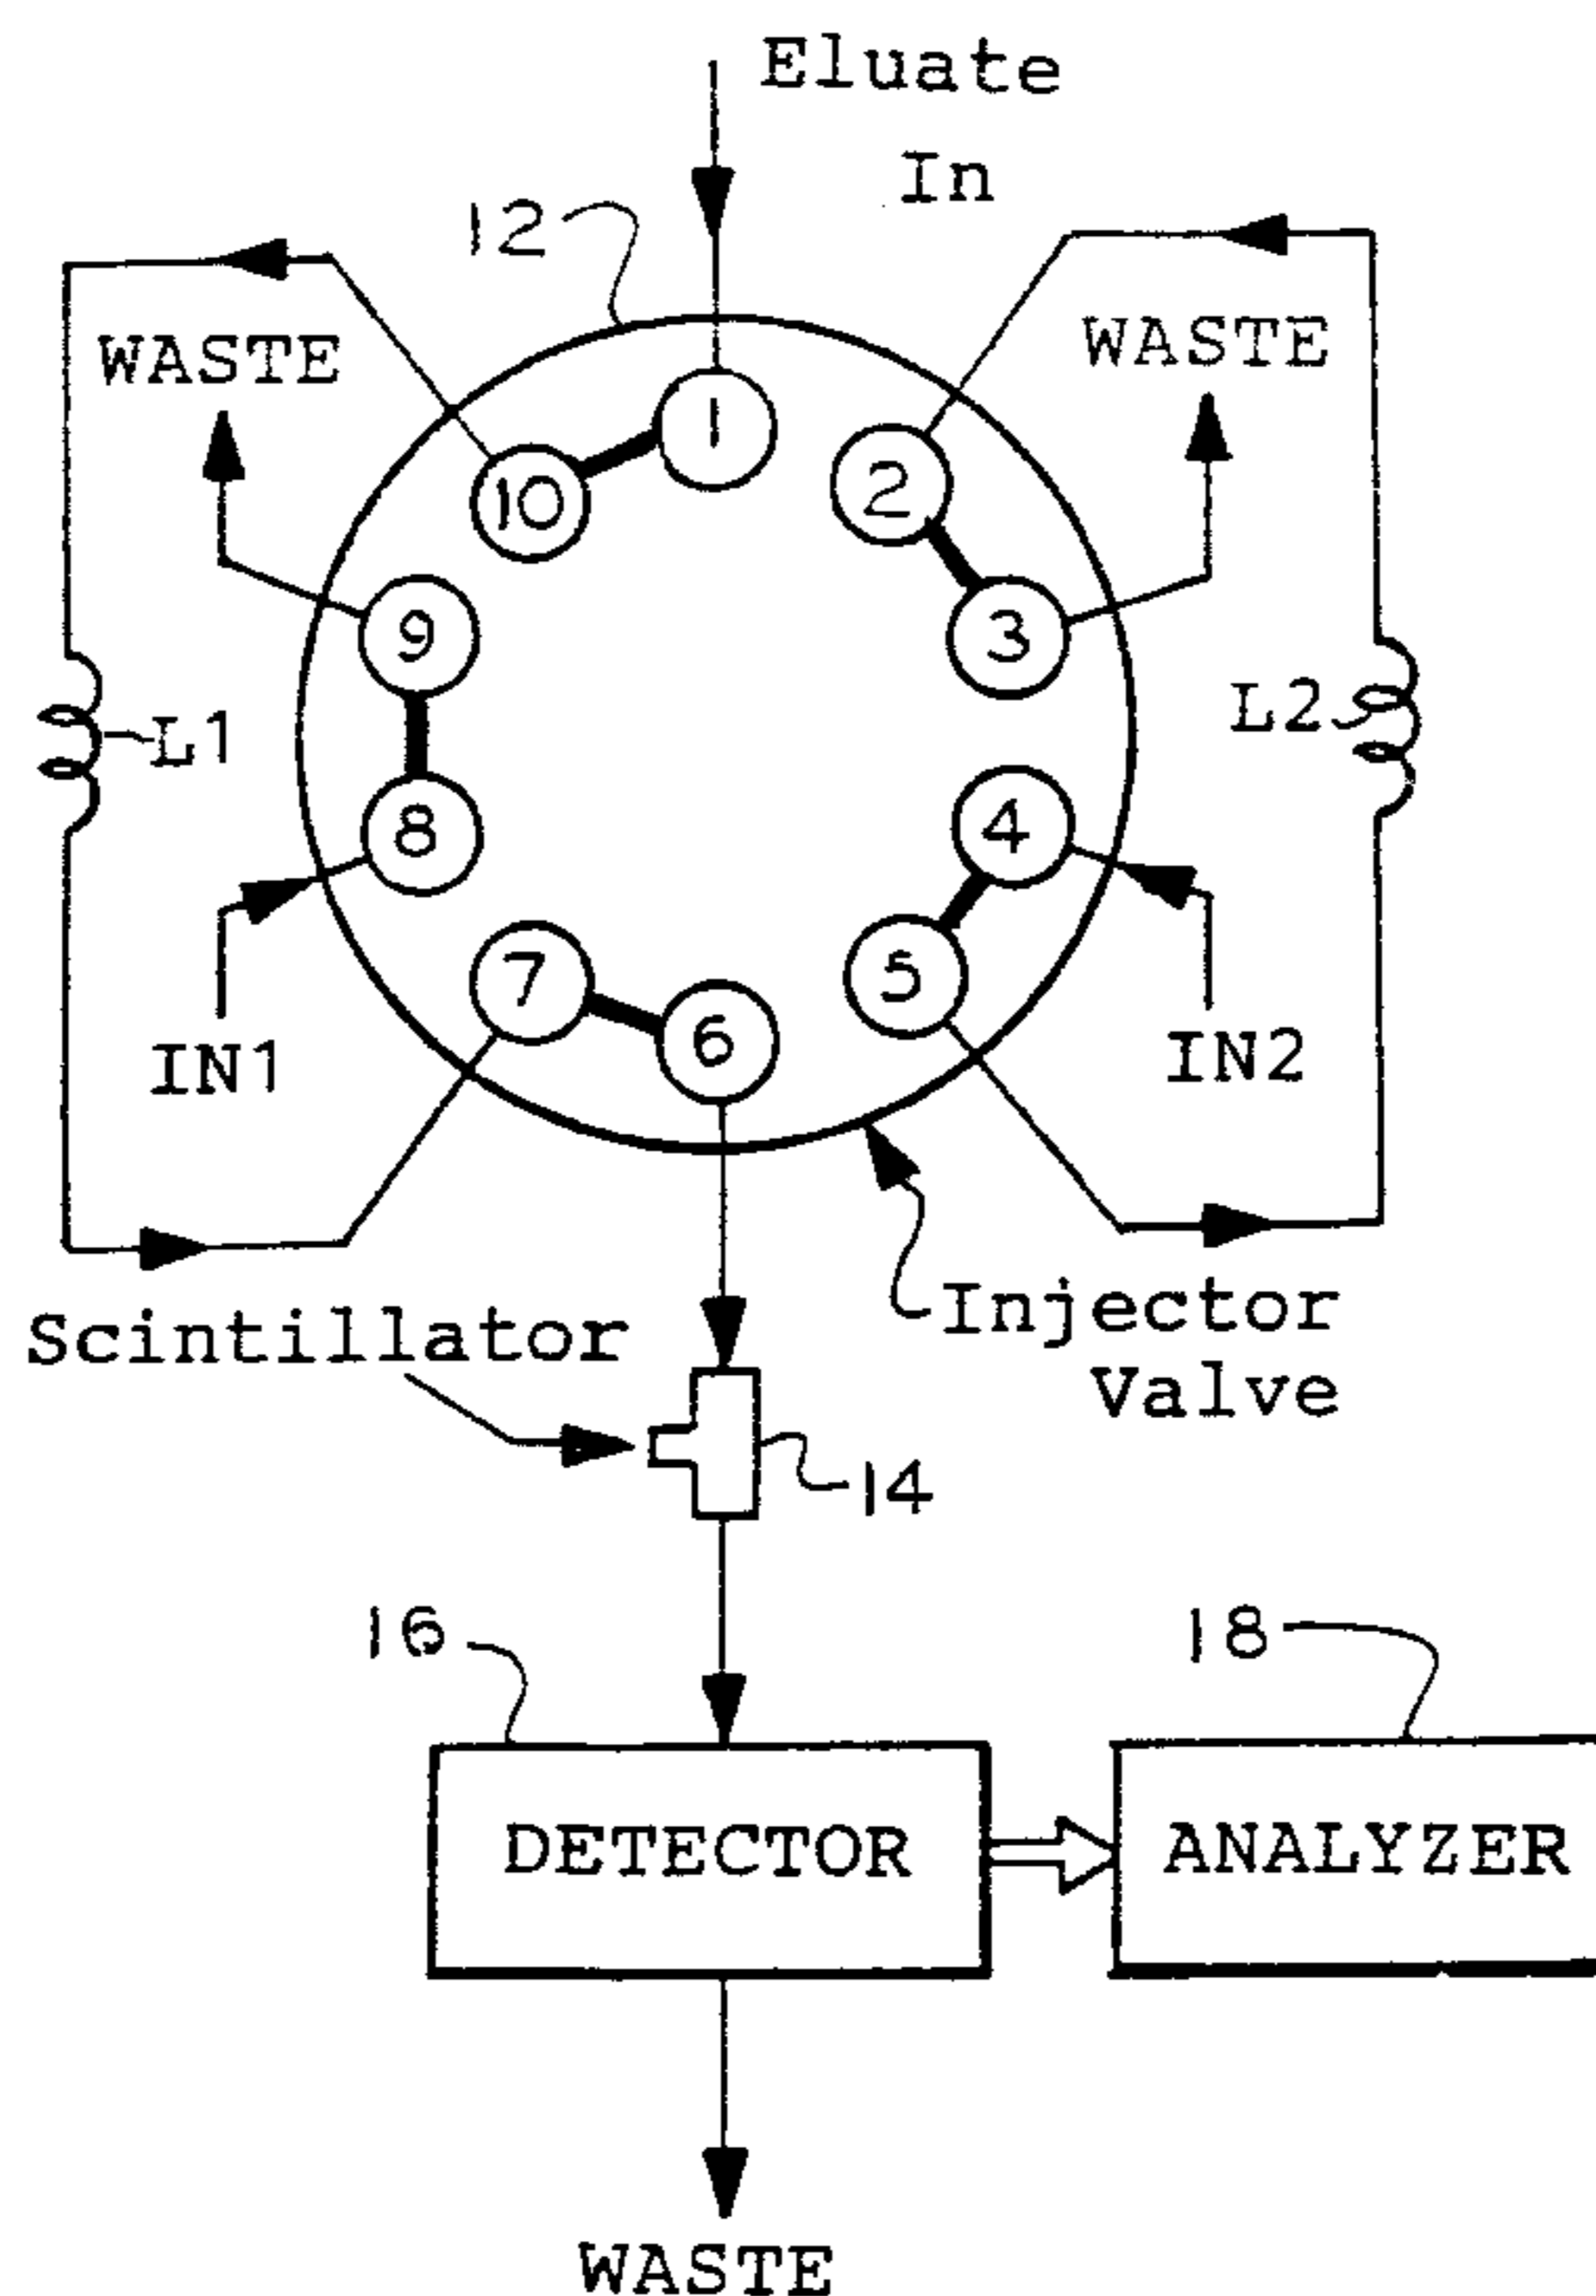 Eluate
In
12
WASTE
WASTE
1
2
10
3
9
L1
L2
4
8
5
7
6
IN1
IN2
Injector
Valve
Scintillator
14
16
18
DETECTOR
ANALYZER
WASTE